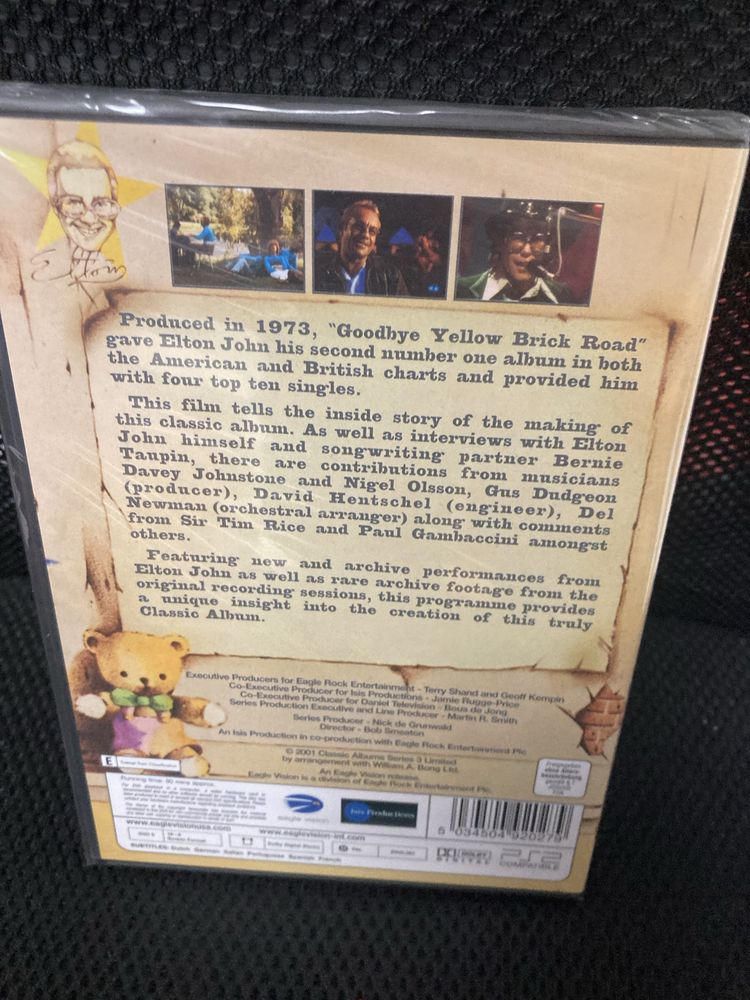 Elton
Produced in 1973, "Goodbye Yellow Brick Road"
gave Elton John his second number one album in both
the American and British charts and provided him
with four top ten singles.
This film tells the inside story of the making of
this classic album. As well as interviews with Elton
John himself and songwriting partner Bernie
Taupin, there are contributions from musicians
Davey Johnstone and Nigel Olsson, Gus Dudgeon
(producer), David Hentschel (engineer), Del
Newman (orchestral arranger) along with comments
from Sir Tim Rice and Paul Gambaccini amongst
others.
Featuring new and archive performances from
Elton John as well as rare archive footage from the
original recording sessions, this programme provides
a unique insight into the creation of this truly
Classic Album.
Executive Producers for Eagle Rock Entertainment - Terry Shand and Geoff Kempin
Co-Executive Producer for Isis Productions - Jamie Rugge-Price
Co-Executive Producer for Daniel Television - Bous de Jong
Series Production Executive and Line Producer - Martin R. Smith
Series Producer - Nick de Grunwald
Director - Bob Smeaton
An Isis Production in co-production with Eagle Rock Entertainment Plc
© 2001 Classic Albums Series 3 Limited
by arrangement with William A. Bong Ltd.
An Eagle Vision release.
Eagle Vision is a division of Eagle Rock Entertainment Plc.
E Exempt from Classification
Running time: 90 mins approx.
eagle vision
Isis Productions
5 034504 920279
www.eaglevisionusa.com
www.eaglevision-int.com
SUBTITLES: Dutch German Italian Portuguese Spanish French
DOLBY DIGITAL
PS2 COMPATIBLE